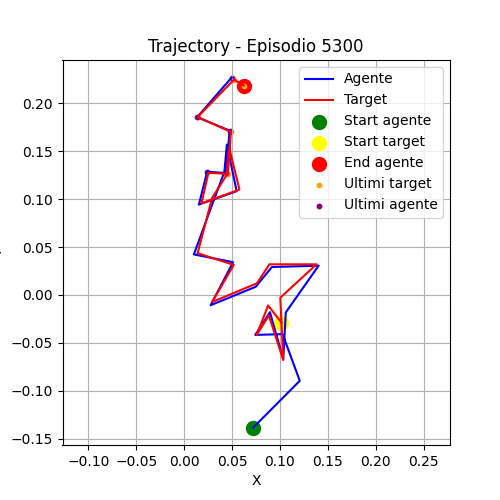 Trajectory - Episodio 5300
Agente
Target
Start agente
Start target
End agente
Ultimi target
Ultimi agente
0.20
0.15
0.10
0.05
0.00
−0.05
−0.10
−0.15
−0.10
−0.05
0.00
0.05
0.10
0.15
0.20
0.25
X